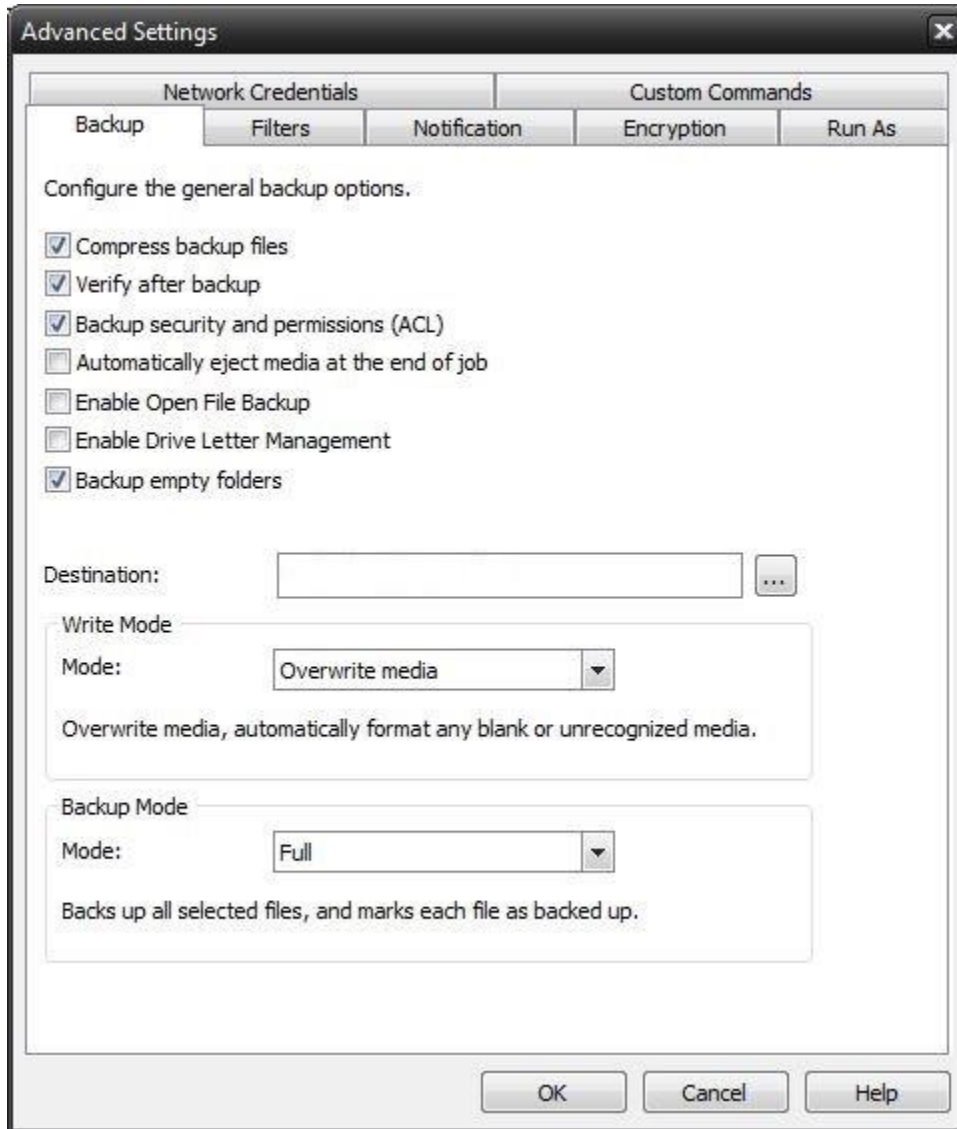 Advanced Settings
Network Credentials
Custom Commands
Backup
Filters
Notification
Encryption
Run As
Configure the general backup options.
Compress backup files
Verify after backup
Backup security and permissions (ACL)
Automatically eject media at the end of job
Enable Open File Backup
Enable Drive Letter Management
Backup empty folders
Destination:
...
Write Mode
Mode:
Overwrite media
Overwrite media, automatically format any blank or unrecognized media.
Backup Mode
Mode:
Full
Backs up all selected files, and marks each file as backed up.
OK
Cancel
Help